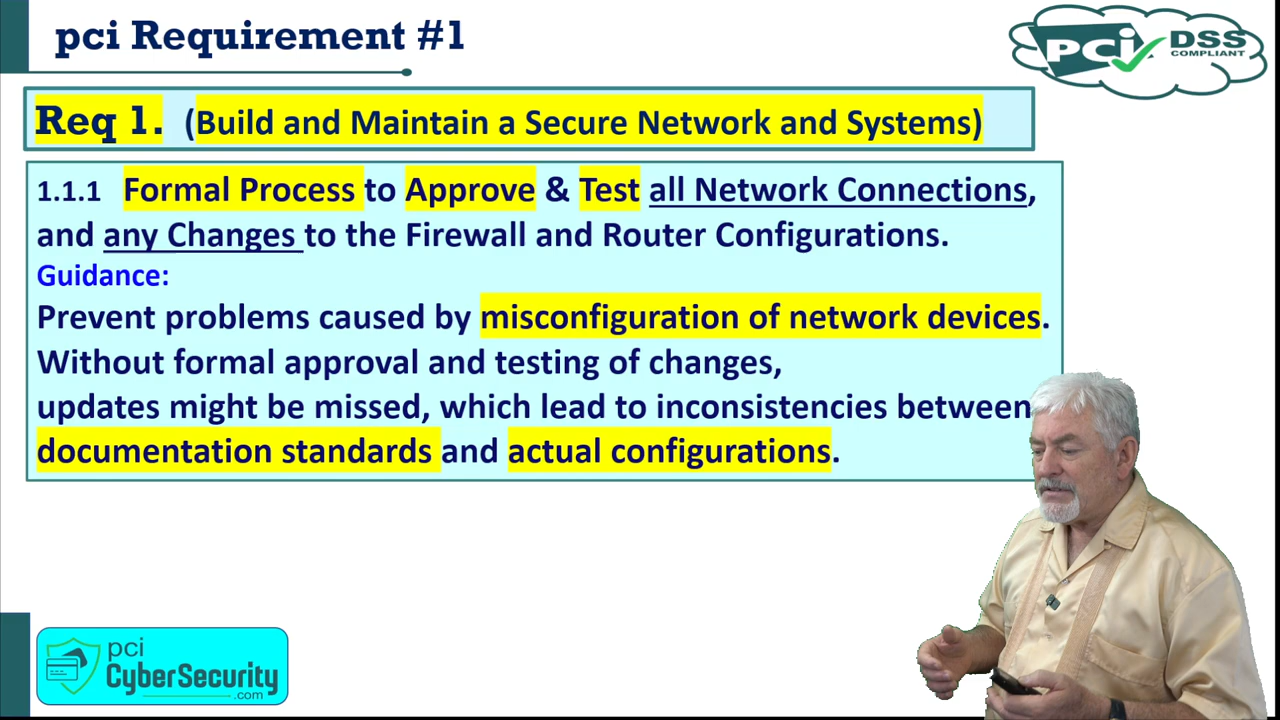 pci Requirement #1
PCI DSS
COMPLIANT
Req 1. (Build and Maintain a Secure Network and Systems)
1.1.1 Formal Process to Approve & Test all Network Connections,
and any Changes to the Firewall and Router Configurations.
Guidance:
Prevent problems caused by misconfiguration of network devices.
Without formal approval and testing of changes,
updates might be missed, which lead to inconsistencies between
documentation standards and actual configurations.
pci
CyberSecurity
.com